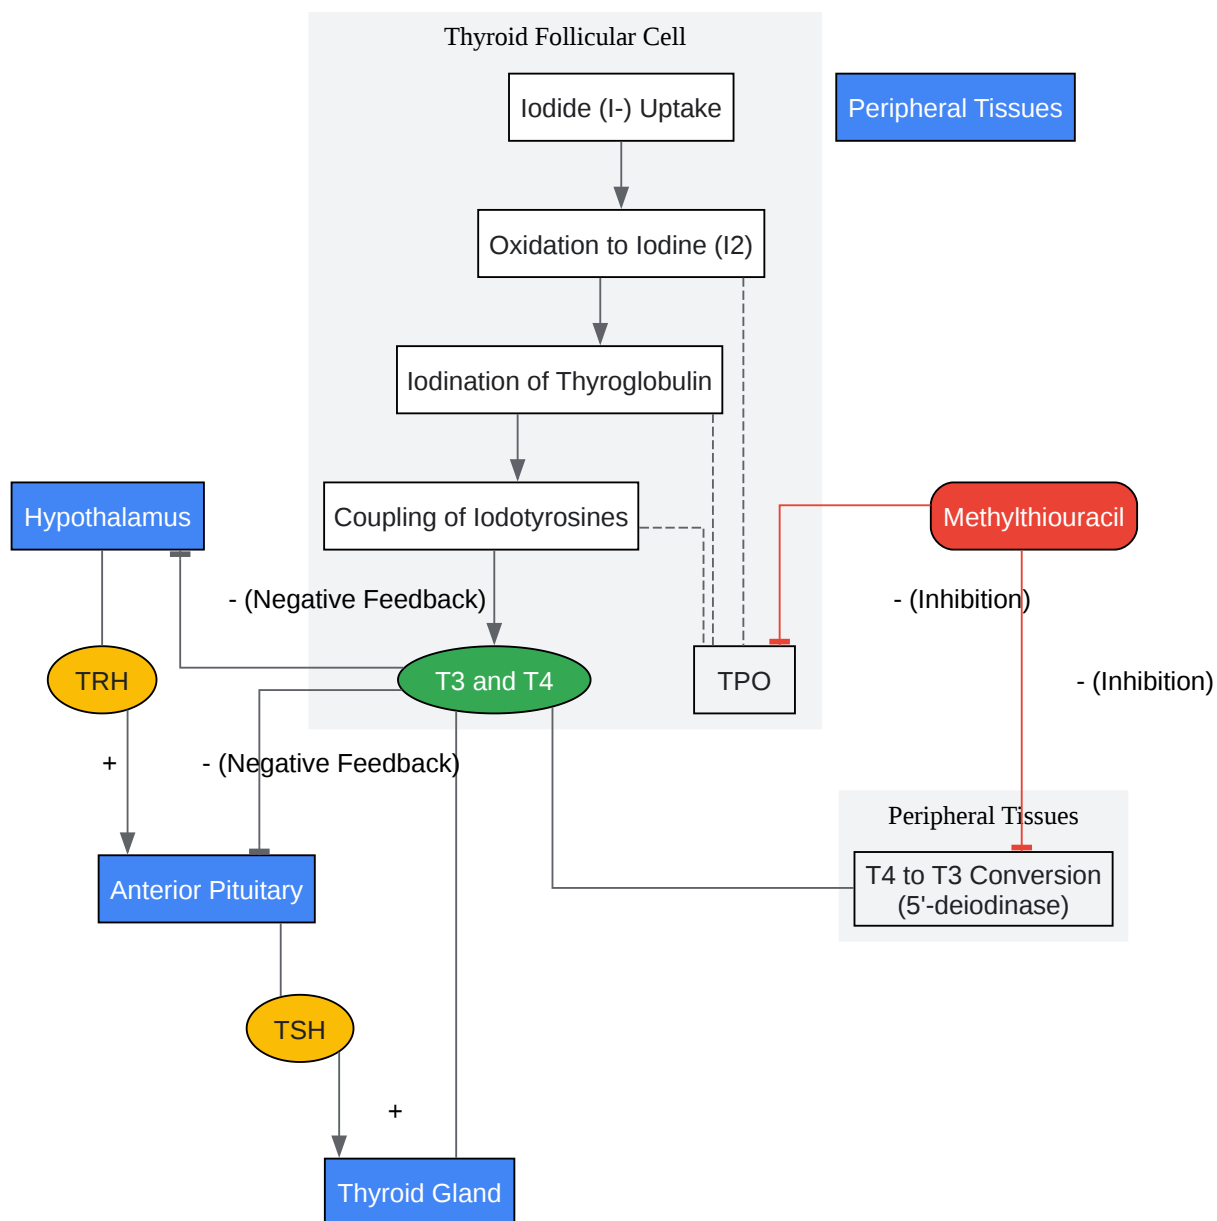 Thyroid Follicular Cell
Iodide (I-) Uptake
Peripheral Tissues
Oxidation to Iodine (I2)
Iodination of Thyroglobulin
Hypothalamus
Coupling of Iodotyrosines
Methylthiouracil
- (Negative Feedback)
- (Inhibition)
TRH
T3 and T4
TPO
- (Inhibition)
+
- (Negative Feedback)
Peripheral Tissues
T4 to T3 Conversion
(5'-deiodinase)
Anterior Pituitary
TSH
+
Thyroid Gland